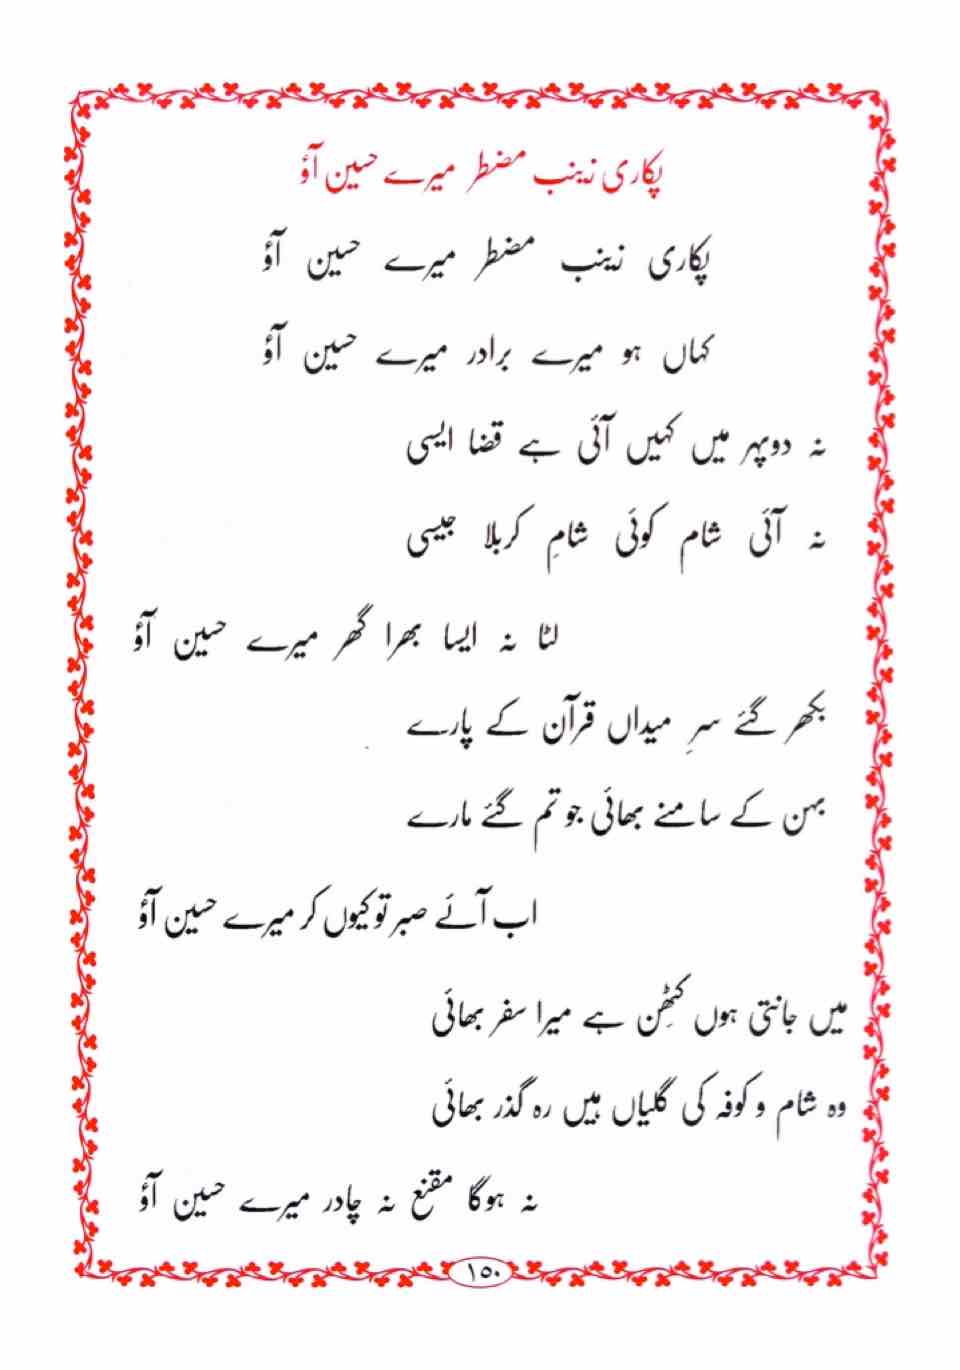 پکاری زینب مضطر میرے حسین آؤ
پکاری زینب مضطر میرے حسین آؤ
کہاں ہو میرے برادر میرے حسین آؤ
نہ دوپہر میں کہیں آئی ہے قضا ایسی
نہ آئی شام کوئی شامِ کربلا جیسی
لٹا نہ ایسا بھرا گھر میرے حسین آؤ
بکھر گئے سرِ میداں قرآن کے پارے
بہن کے سامنے بھائی جو تم گئے مارے
اب آئے صبر تو کیوں کر میرے حسین آؤ
میں جانتی ہوں کٹھِن ہے میرا سفر بھائی
وہ شام و کوفہ کی گلیاں ہیں رہ گذر بھائی
نہ ہوگا مقنع نہ چادر میرے حسین آؤ
۱۵۰